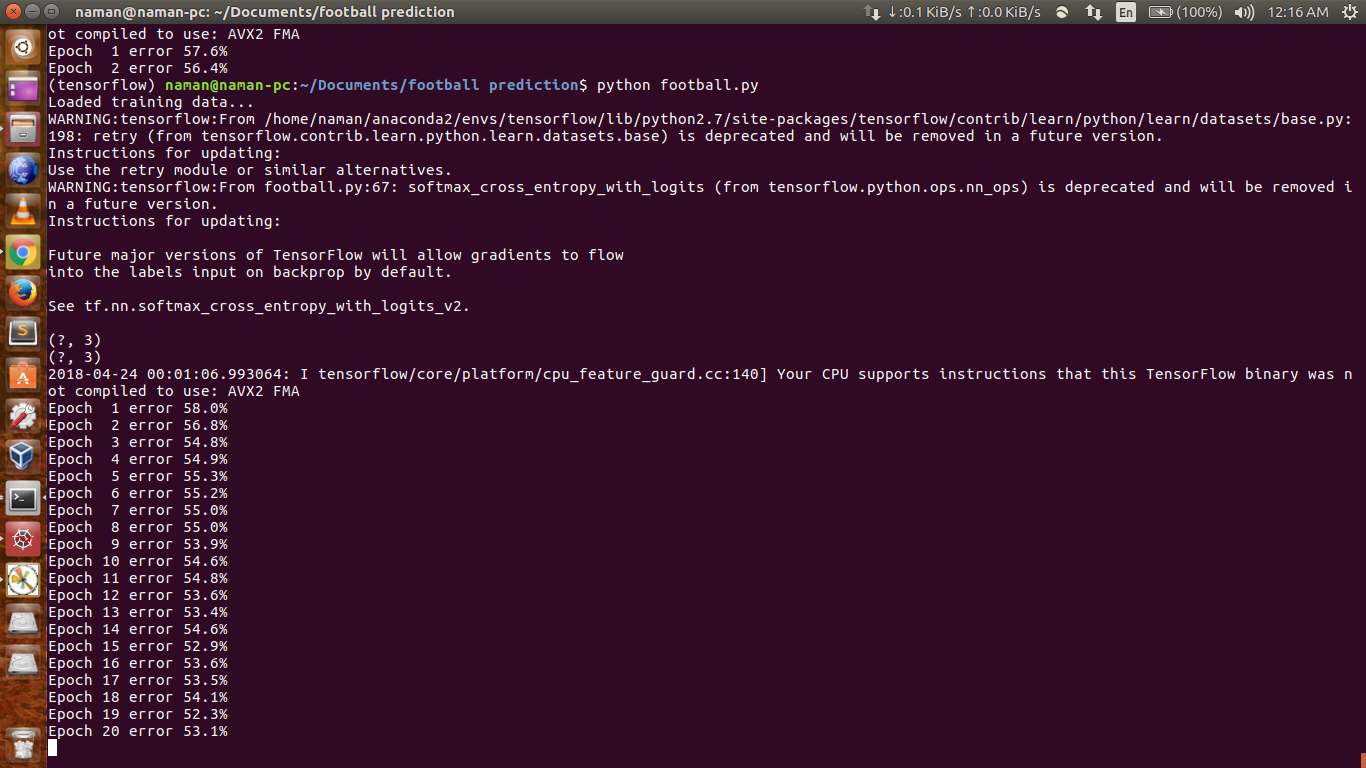 naman@naman-pc: ~/Documents/football prediction
↓:0.1 KiB/s ↑:0.0 KiB/s En (100%) 12:16 AM
ot compiled to use: AVX2 FMA
Epoch  1 error 57.6%
Epoch  2 error 56.4%
(tensorflow) naman@naman-pc:~/Documents/football prediction$ python football.py
Loaded training data...
WARNING:tensorflow:From /home/naman/anaconda2/envs/tensorflow/lib/python2.7/site-packages/tensorflow/contrib/learn/python/learn/datasets/base.py:
198: retry (from tensorflow.contrib.learn.python.learn.datasets.base) is deprecated and will be removed in a future version.
Instructions for updating:
Use the retry module or similar alternatives.
WARNING:tensorflow:From football.py:67: softmax_cross_entropy_with_logits (from tensorflow.python.ops.nn_ops) is deprecated and will be removed i
n a future version.
Instructions for updating:

Future major versions of TensorFlow will allow gradients to flow
into the labels input on backprop by default.

See tf.nn.softmax_cross_entropy_with_logits_v2.

(?, 3)
(?, 3)
2018-04-24 00:01:06.993064: I tensorflow/core/platform/cpu_feature_guard.cc:140] Your CPU supports instructions that this TensorFlow binary was n
ot compiled to use: AVX2 FMA
Epoch  1 error 58.0%
Epoch  2 error 56.8%
Epoch  3 error 54.8%
Epoch  4 error 54.9%
Epoch  5 error 55.3%
Epoch  6 error 55.2%
Epoch  7 error 55.0%
Epoch  8 error 55.0%
Epoch  9 error 53.9%
Epoch 10 error 54.6%
Epoch 11 error 54.8%
Epoch 12 error 53.6%
Epoch 13 error 53.4%
Epoch 14 error 54.6%
Epoch 15 error 52.9%
Epoch 16 error 53.6%
Epoch 17 error 53.5%
Epoch 18 error 54.1%
Epoch 19 error 52.3%
Epoch 20 error 53.1%